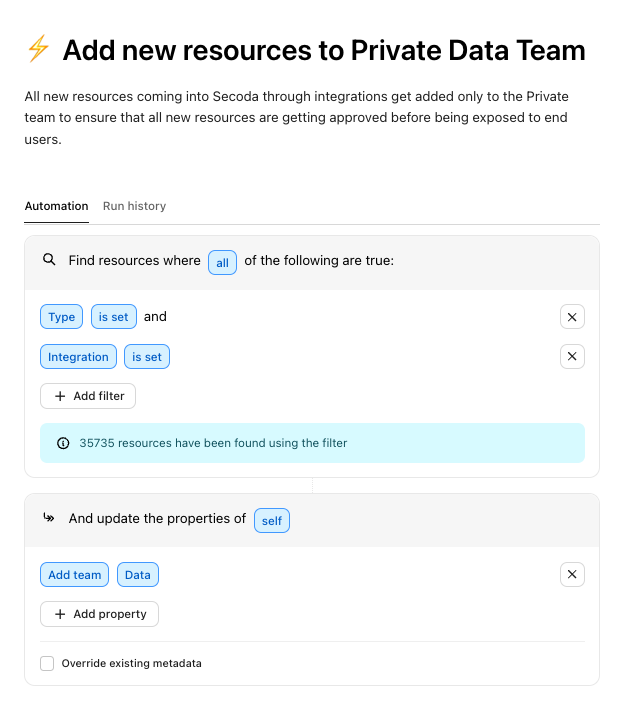 ⚡ Add new resources to Private Data Team
All new resources coming into Secoda through integrations get added only to the Private
team to ensure that all new resources are getting approved before being exposed to end
users.
Automation Run history
Find resources where all of the following are true:
Type is set and
Integration is set
+ Add filter
35735 resources have been found using the filter
And update the properties of self
Add team Data
+ Add property
Override existing metadata